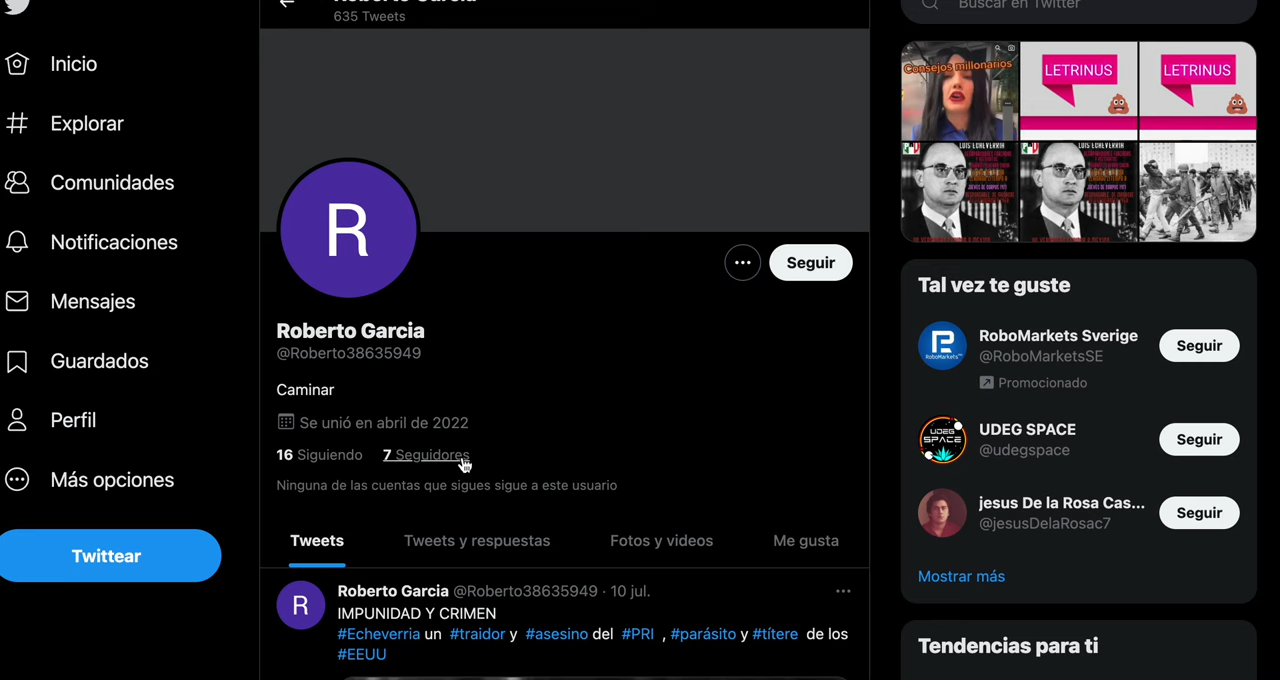 Inicio
Explorar
Comunidades
Notificaciones
Mensajes
Guardados
Perfil
Más opciones
Twittear
Roberto Garcia
635 Tweets
R
Seguir
Roberto Garcia
@Roberto38635949
Caminar
Se unió en abril de 2022
16 Siguiendo 7 Seguidores
Ninguna de las cuentas que sigues sigue a este usuario
Tweets Tweets y respuestas Fotos y videos Me gusta
R
Roberto Garcia @Roberto38635949 · 10 jul.
IMPUNIDAD Y CRIMEN
#Echeverria un #traidor y #asesino del #PRI , #parásito y #títere de los
#EEUU
Buscar en Twitter
Consejos millonarios
LETRINUS
LETRINUS
LUIS ECHEVERRIA
LUIS ECHEVERRIA
Tal vez te guste
RoboMarkets Sverige
@RoboMarketsSE
Promocionado
Seguir
UDEG SPACE
UDEG SPACE
@udegspace
Seguir
jesus De la Rosa Cas...
@jesusDelaRosac7
Seguir
Mostrar más
Tendencias para ti